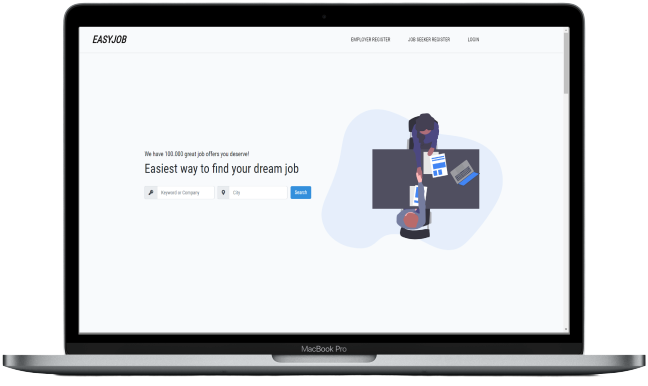 EASYJOB
EMPLOYER REGISTER
JOB SEEKER REGISTER
LOGIN
We have 100.000 great job offers you deserve!
Easiest way to find your dream job
Keyword or Company
City
Search
MacBook Pro